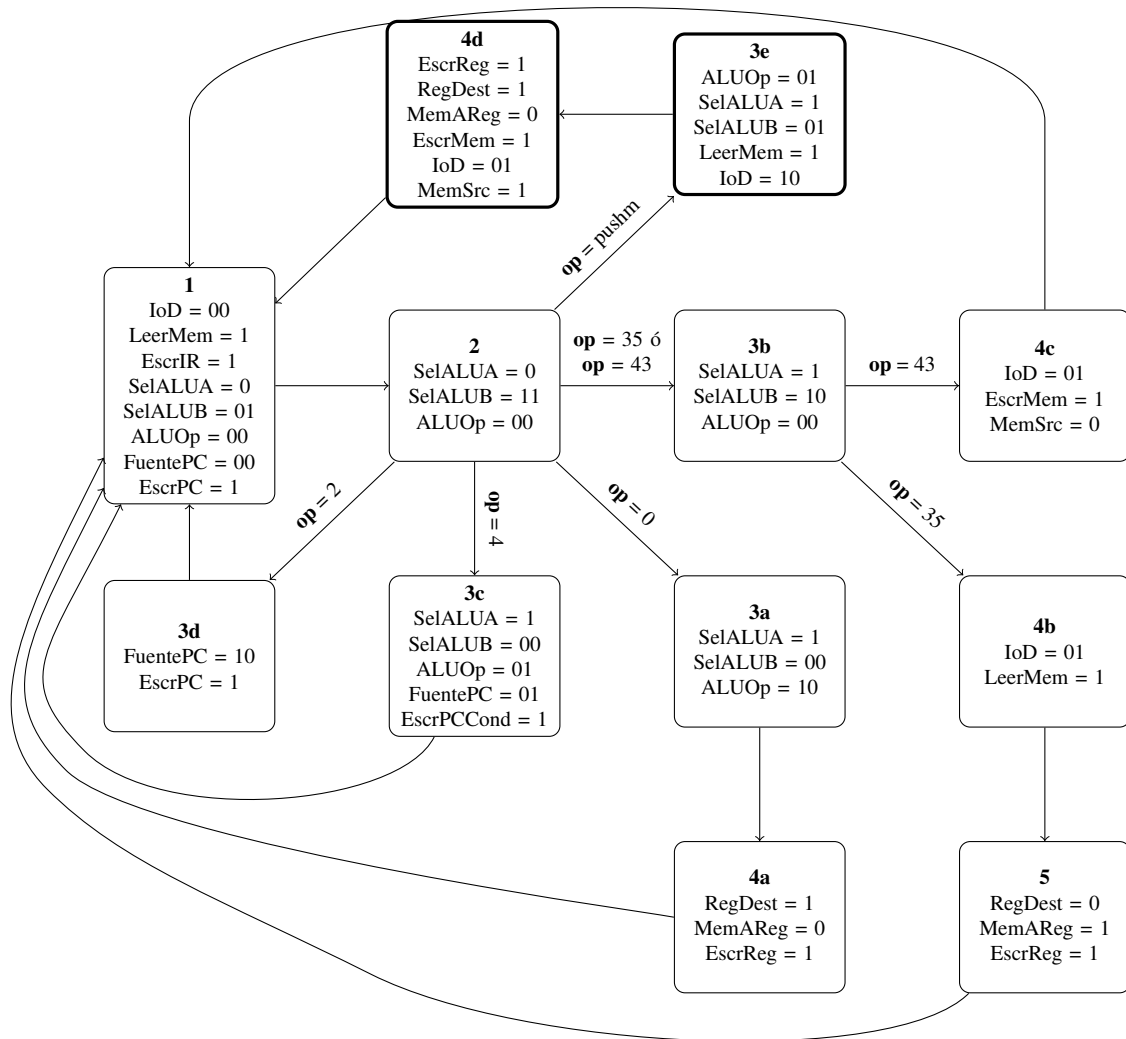 4d
EscrReg = 1
RegDest = 1
MemAReg = 0
EscrMem = 1
IoD = 01
MemSrc = 1
3e
ALUOp = 01
SelALUA = 1
SelALUB = 01
LeerMem = 1
IoD = 10
op = pushm
1
IoD = 00
LeerMem = 1
EscrIR = 1
SelALUA = 0
SelALUB = 01
ALUOp = 00
FuentePC = 00
EscrPC = 1
2
SelALUA = 0
SelALUB = 11
ALUOp = 00
op = 35 ó
op = 43
3b
SelALUA = 1
SelALUB = 10
ALUOp = 00
op = 43
4c
IoD = 01
EscrMem = 1
MemSrc = 0
op = 2
op = 4
op = 0
op = 35
3d
FuentePC = 10
EscrPC = 1
3c
SelALUA = 1
SelALUB = 00
ALUOp = 01
FuentePC = 01
EscrPCCond = 1
3a
SelALUA = 1
SelALUB = 00
ALUOp = 10
4b
IoD = 01
LeerMem = 1
4a
RegDest = 1
MemAReg = 0
EscrReg = 1
5
RegDest = 0
MemAReg = 1
EscrReg = 1